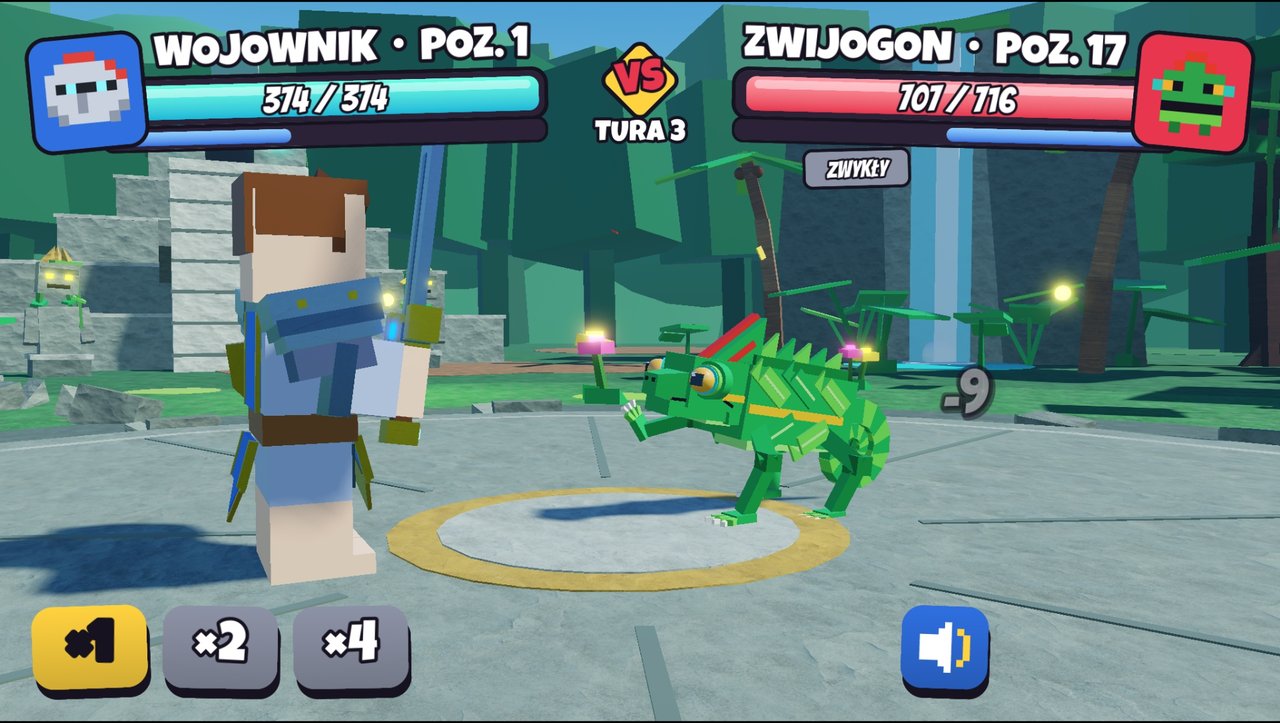 WOJOWNIK • POZ. 1
374 / 374
VS
TURA 3
ZWIJOGON • POZ. 17
707 / 716
ZWYKŁY
-9
×1
×2
×4